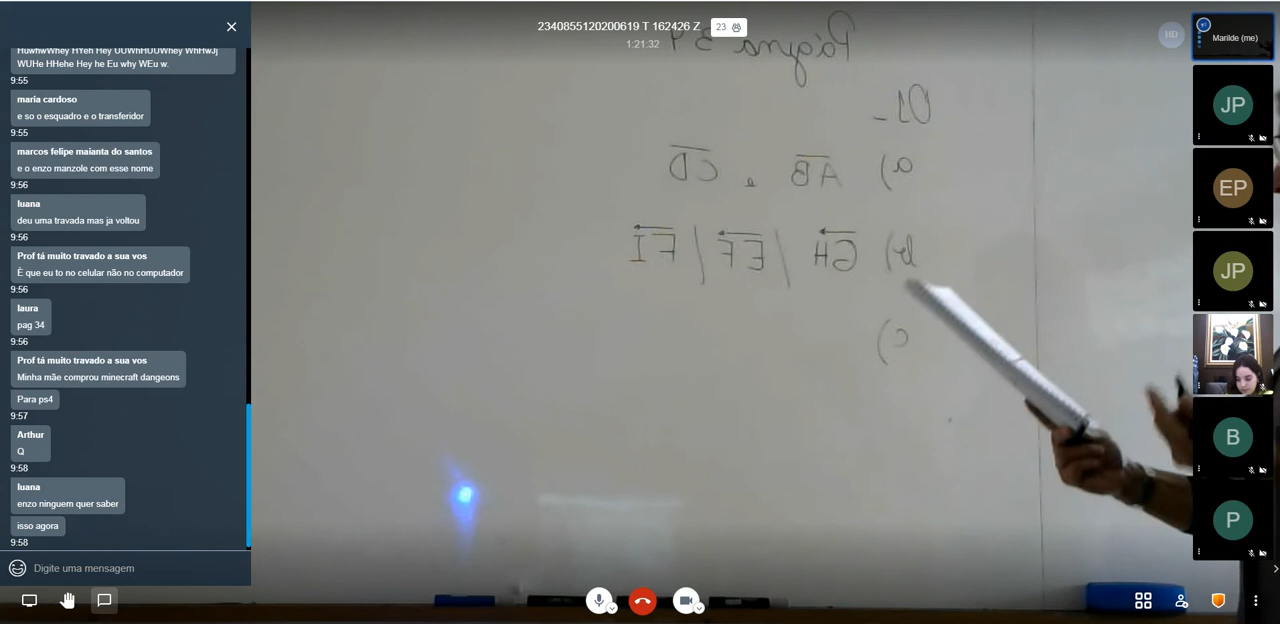 HuwhwWhey HYeh Hey UUWhHUUWhey WhHwJj
WUHe HHehe Hey he Eu why WEu w.
9:55
maria cardoso
e so o esquadro e o transferidor
9:55
marcos felipe maianta do santos
e o enzo manzole com esse nome
9:56
luana
deu uma travada mas ja voltou
9:56
Prof tá muito travado a sua vos
È que eu to no celular não no computador
9:56
laura
pag 34
9:56
Prof tá muito travado a sua vos
Minha mãe comprou minecraft dangeons
Para ps4
9:57
Arthur
Q
9:58
luana
enzo ninguem quer saber
isso agora
9:58
Digite uma mensagem
2340855120200619 T 162426 Z
23
1:21:32
Página 34
01-
a) AB e CD
b) GH / EF / FI
c)
HD
Marilde (me)
JP
EP
JP
B
P